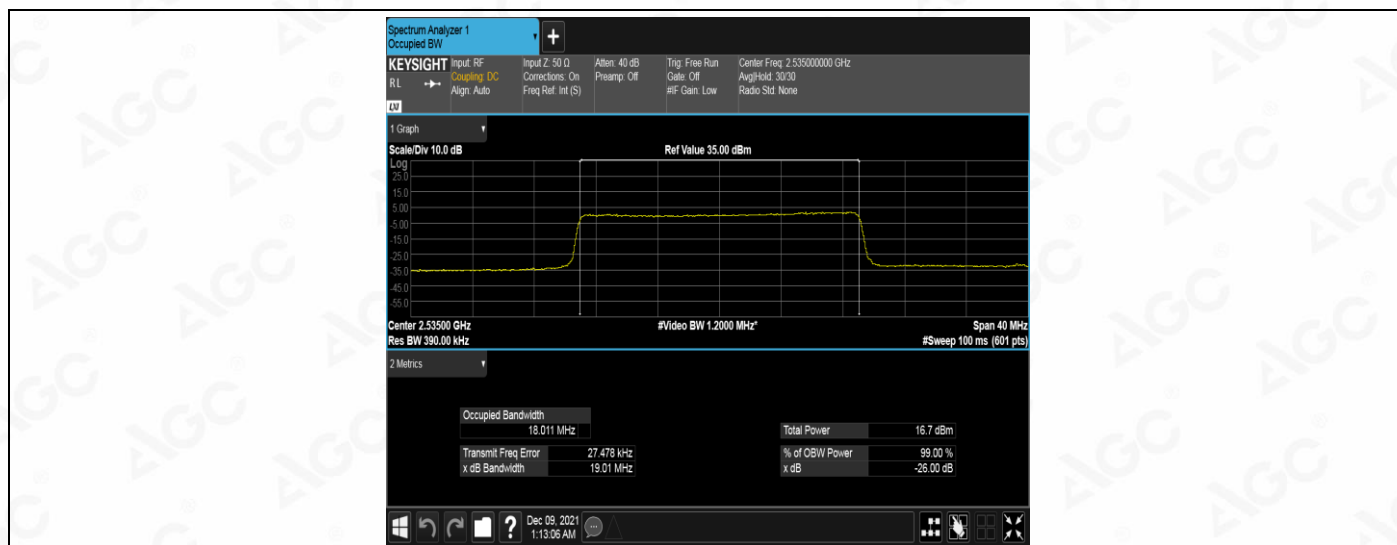 Spectrum Analyzer 1
Occupied BW
+
KEYSIGHT Input: RF Input Z: 50 Ω Atten: 40 dB Trig: Free Run Center Freq: 2.535000000 GHz
RL Coupling: DC Corrections: On Preamp: Off Gate: Off Avg|Hold: 30/30
Align: Auto Freq Ref: Int (S) #IF Gain: Low Radio Std: None
LXI
1 Graph
Scale/Div 10.0 dB Ref Value 35.00 dBm
Log
25.0
15.0
5.00
-5.00
-15.0
-25.0
-35.0
-45.0
-55.0
Center 2.53500 GHz #Video BW 1.2000 MHz* Span 40 MHz
Res BW 390.00 kHz #Sweep 100 ms (601 pts)
2 Metrics
Occupied Bandwidth
18.011 MHz Total Power 16.7 dBm
Transmit Freq Error 27.478 kHz % of OBW Power 99.00 %
x dB Bandwidth 19.01 MHz x dB -26.00 dB
? Dec 09, 2021
1:13:06 AM
AGC